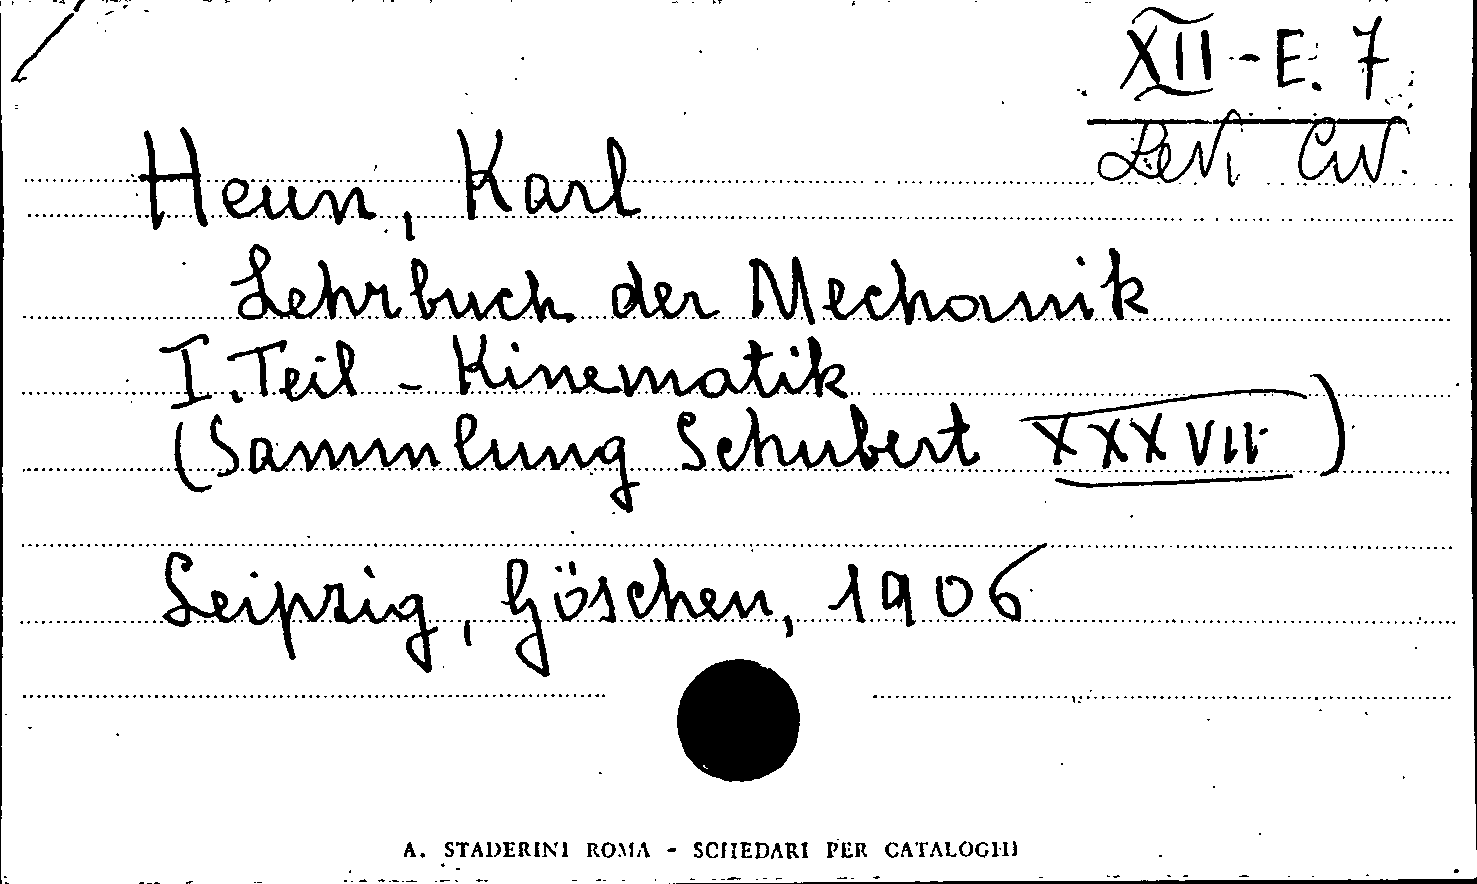 XII - E. 7
Levi Civ.
Heun, Karl
Lehrbuch der Mechanik
I. Teil - Kinematik
(Sammlung Schubert XXXVII)
Leipzig, Göschen, 1906
A. STADERINI ROMA - SCHEDARI PER CATALOGHI